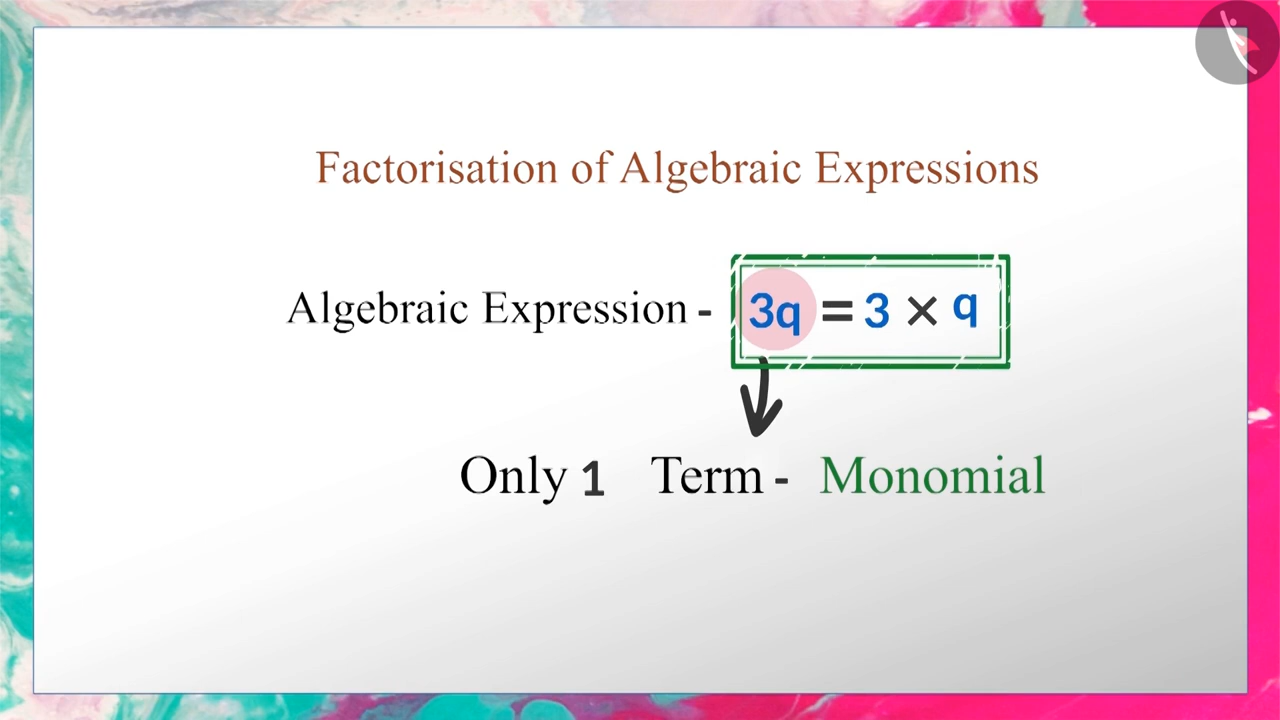 Factorisation of Algebraic Expressions
Algebraic Expression - 3q = 3 × q
Only 1 Term - Monomial